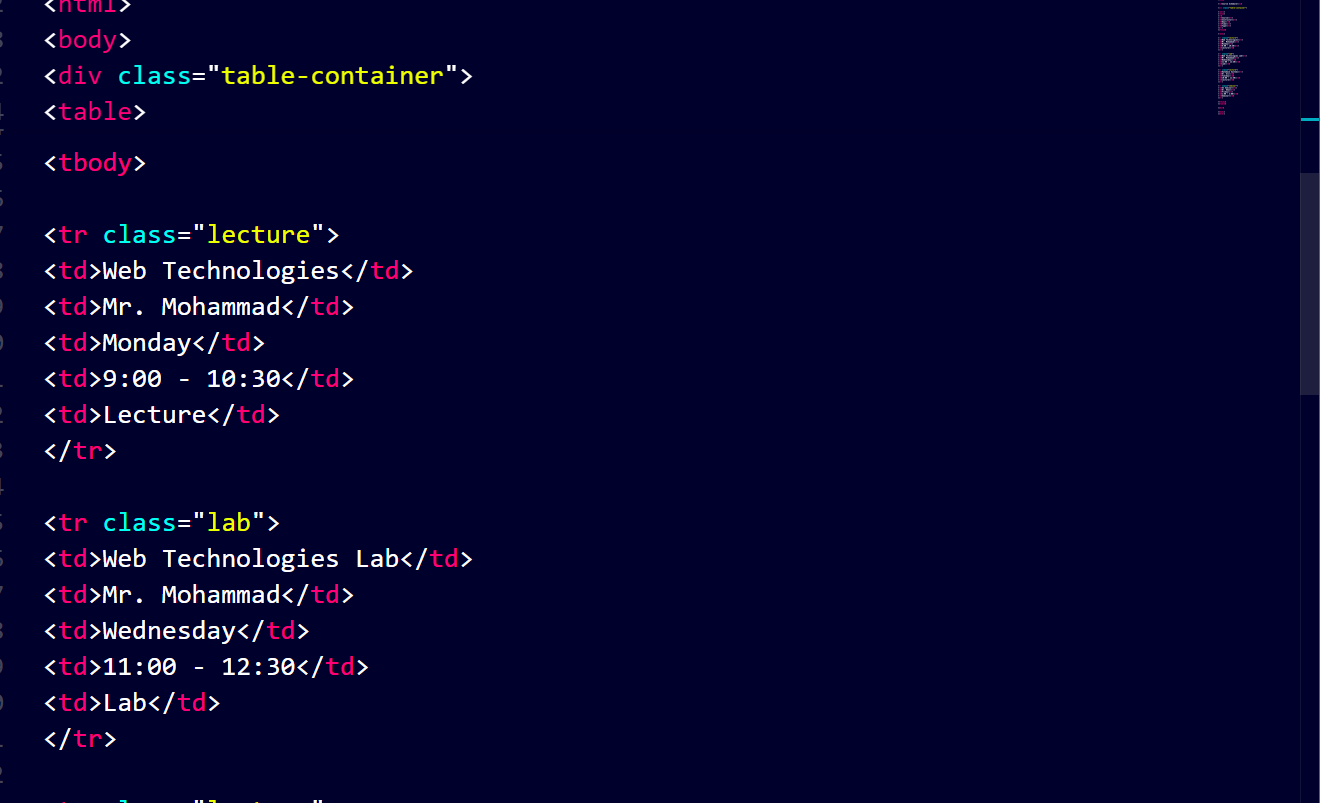 <html>
<body>
<div class="table-container">
<table>
<tbody>
<tr class="lecture">
<td>Web Technologies</td>
<td>Mr. Mohammad</td>
<td>Monday</td>
<td>9:00 - 10:30</td>
<td>Lecture</td>
</tr>
<tr class="lab">
<td>Web Technologies Lab</td>
<td>Mr. Mohammad</td>
<td>Wednesday</td>
<td>11:00 - 12:30</td>
<td>Lab</td>
</tr>